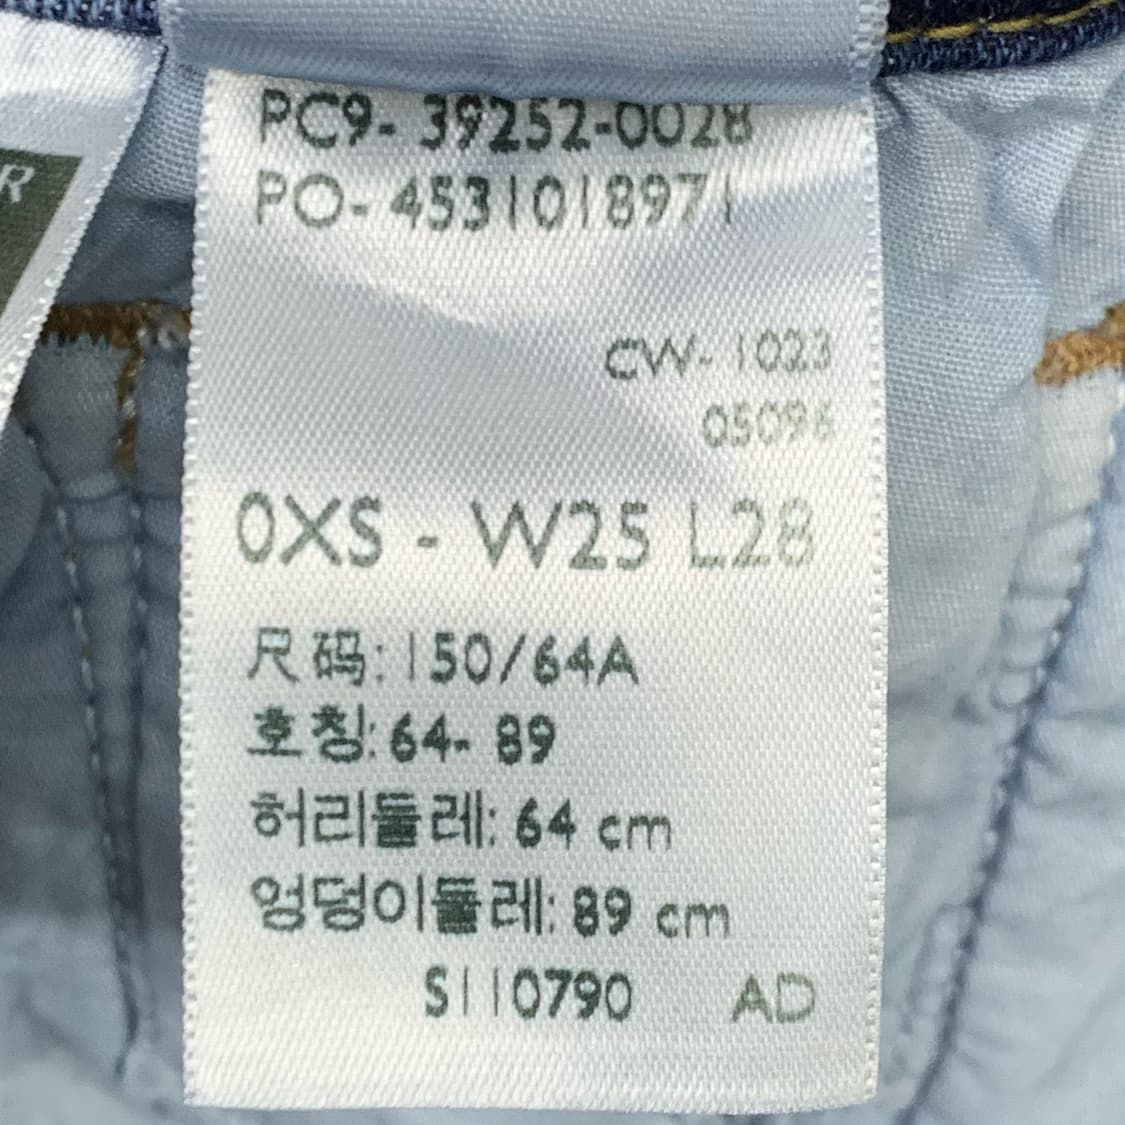 R
PC9- 39252-0028
PO- 4531018971
CW- 1023
05096
0XS - W25 L28
尺码: 150/64A
호칭: 64- 89
허리둘레: 64 cm
엉덩이둘레: 89 cm
S110790 AD